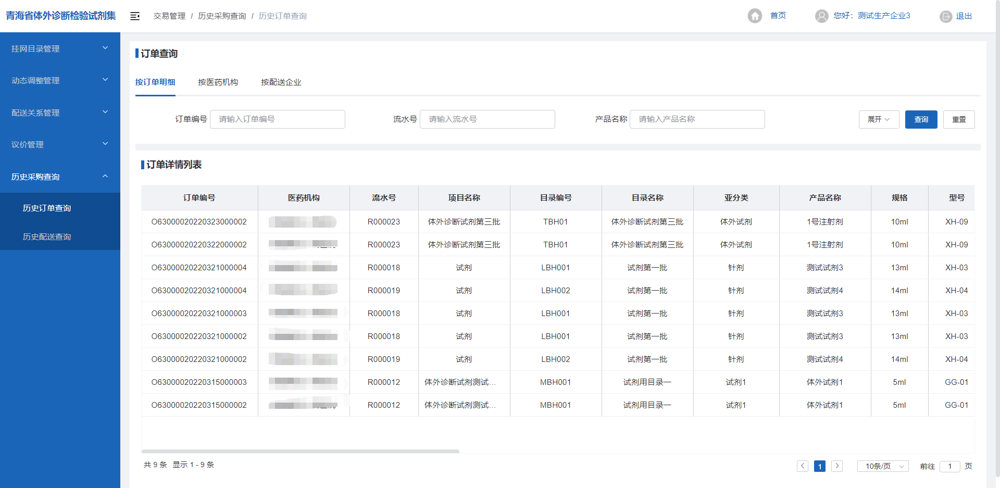 青海省体外诊断检验试剂集
交易管理 / 历史采购查询 / 历史订单查询
首页
您好：测试生产企业3
退出
挂网目录管理
动态调整管理
配送关系管理
议价管理
历史采购查询
历史订单查询
历史配送查询
订单查询
按订单明细 按医药机构 按配送企业
订单编号 请输入订单编号 流水号 请输入流水号 产品名称 请输入产品名称 展开 查询 重置
订单详情列表
订单编号 医药机构 流水号 项目名称 目录编号 目录名称 亚分类 产品名称 规格 型号
O63000020220323000002 R000023 体外诊断试剂第三批 TBH01 体外诊断试剂第三批 体外试剂 1号注射剂 10ml XH-09
O63000020220322000002 R000023 体外诊断试剂第三批 TBH01 体外诊断试剂第三批 体外试剂 1号注射剂 10ml XH-09
O63000020220321000004 R000018 试剂 LBH001 试剂第一批 针剂 测试试剂3 13ml XH-03
O63000020220321000004 R000019 试剂 LBH002 试剂第一批 针剂 测试试剂4 14ml XH-04
O63000020220321000003 R000018 试剂 LBH001 试剂第一批 针剂 测试试剂3 13ml XH-03
O63000020220321000002 R000018 试剂 LBH001 试剂第一批 针剂 测试试剂3 13ml XH-03
O63000020220321000002 R000019 试剂 LBH002 试剂第一批 针剂 测试试剂4 14ml XH-04
O63000020220315000003 R000012 体外诊断试剂测试... MBH001 试剂用目录一 试剂1 体外试剂1 5ml GG-01
O63000020220315000002 R000012 体外诊断试剂测试... MBH001 试剂用目录一 试剂1 体外试剂1 5ml GG-01
共 9 条 显示 1 - 9 条
1 10条/页 前往 1 页